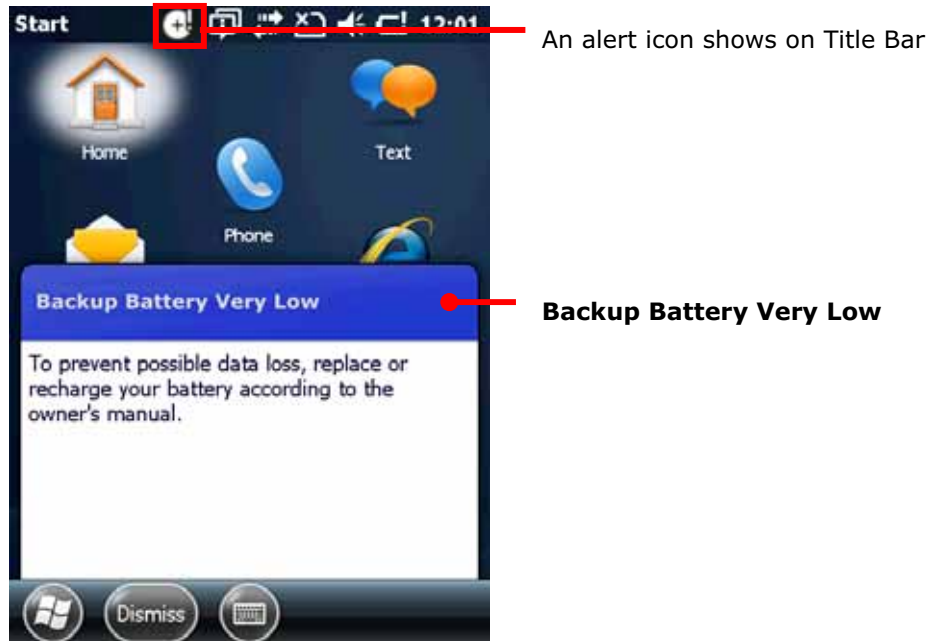 Start 12:01
An alert icon shows on Title Bar
Home
Text
Phone
Backup Battery Very Low
Backup Battery Very Low
To prevent possible data loss, replace or
recharge your battery according to the
owner's manual.
Dismiss